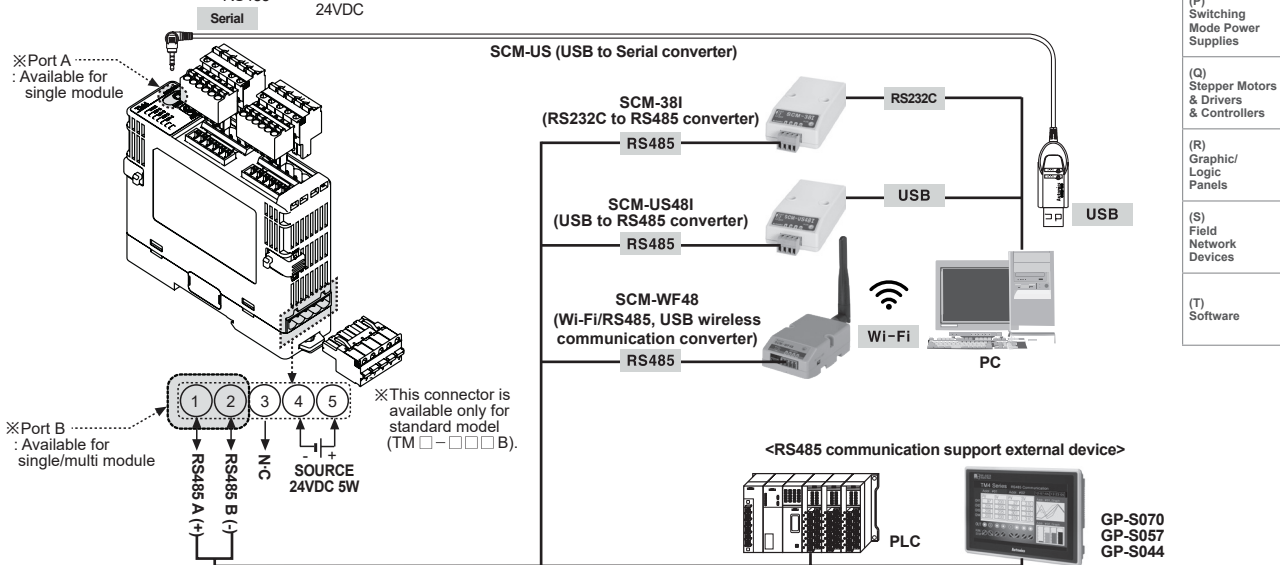 24VDC
Serial
※Port A
: Available for
single module
SCM-US (USB to Serial converter)
SCM-38I
(RS232C to RS485 converter)
RS485
RS232C
SCM-US48I
(USB to RS485 converter)
RS485
USB
USB
SCM-WF48
(Wi-Fi/RS485, USB wireless
communication converter)
RS485
Wi-Fi
PC
1 2 3 4 5
※Port B
: Available for
single/multi module
RS485 A (+)
RS485 B (-)
N·C
- +
SOURCE
24VDC 5W
※This connector is
available only for
standard model
(TM □-□□□B).
<RS485 communication support external device>
PLC
TM4 Series
GP-S070
GP-S057
GP-S044
(P)
Switching
Mode Power
Supplies
(Q)
Stepper Motors
& Drivers
& Controllers
(R)
Graphic/
Logic
Panels
(S)
Field
Network
Devices
(T)
Software